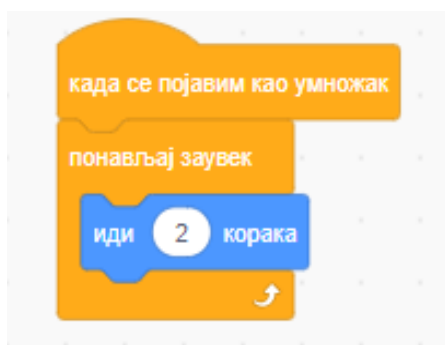 када се појавим као умножак
понављај заувек
иди 2 корака